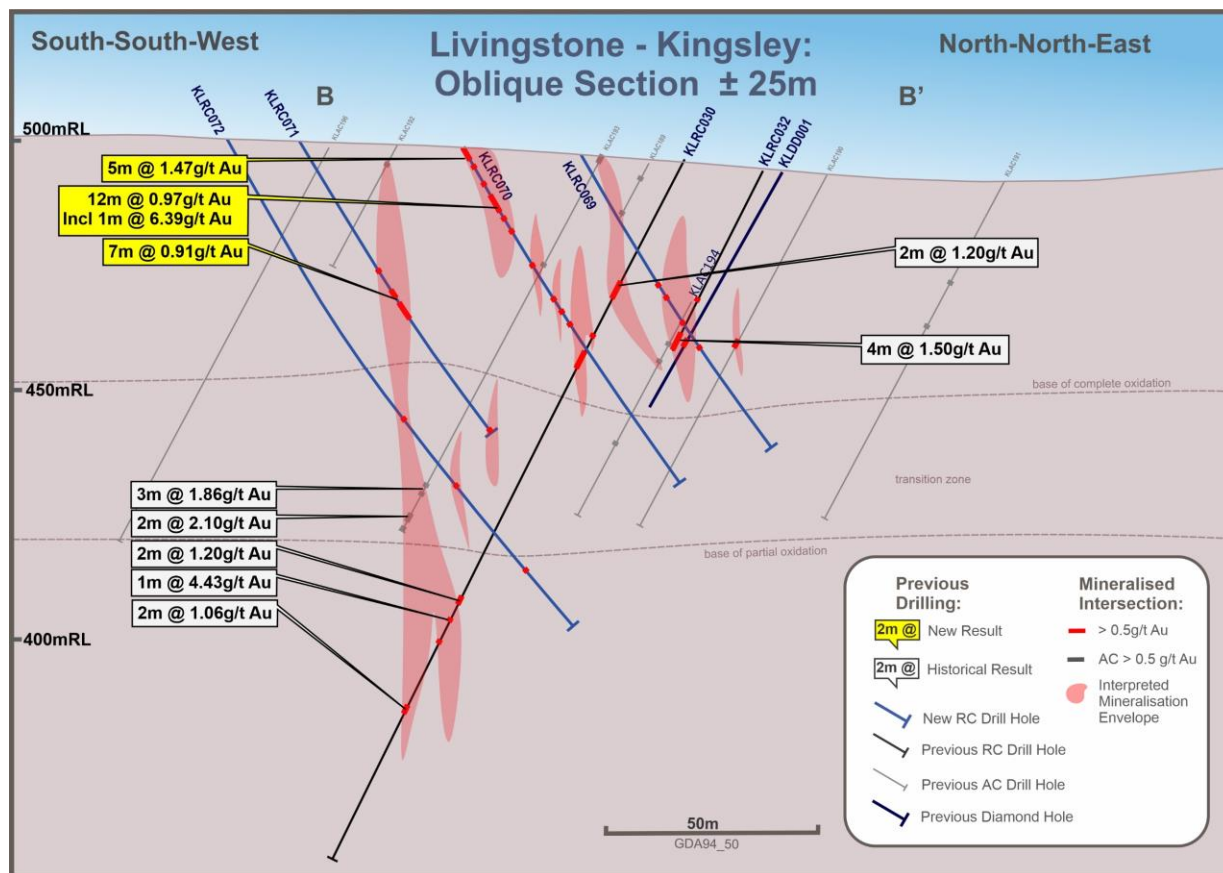 South-South-West
Livingstone - Kingsley:
Oblique Section ± 25m
North-North-East
B
B'
KLRC072
KLRC071
KLAC192
KLRC070
KLRC069
KLAC193
KLRC030
KLRC032
KLDD001
KLAC190
KLAC191
KLAC194
500mRL
450mRL
400mRL
5m @ 1.47g/t Au
12m @ 0.97g/t Au
Incl 1m @ 6.39g/t Au
7m @ 0.91g/t Au
2m @ 1.20g/t Au
4m @ 1.50g/t Au
3m @ 1.86g/t Au
2m @ 2.10g/t Au
2m @ 1.20g/t Au
1m @ 4.43g/t Au
2m @ 1.06g/t Au
base of complete oxidation
transition zone
base of partial oxidation
Previous
Drilling:
2m @ New Result
2m @ Historical Result
New RC Drill Hole
Previous RC Drill Hole
Previous AC Drill Hole
Previous Diamond Hole
Mineralised
Intersection:
> 0.5g/t Au
AC > 0.5 g/t Au
Interpreted
Mineralisation
Envelope
50m
GDA94_50